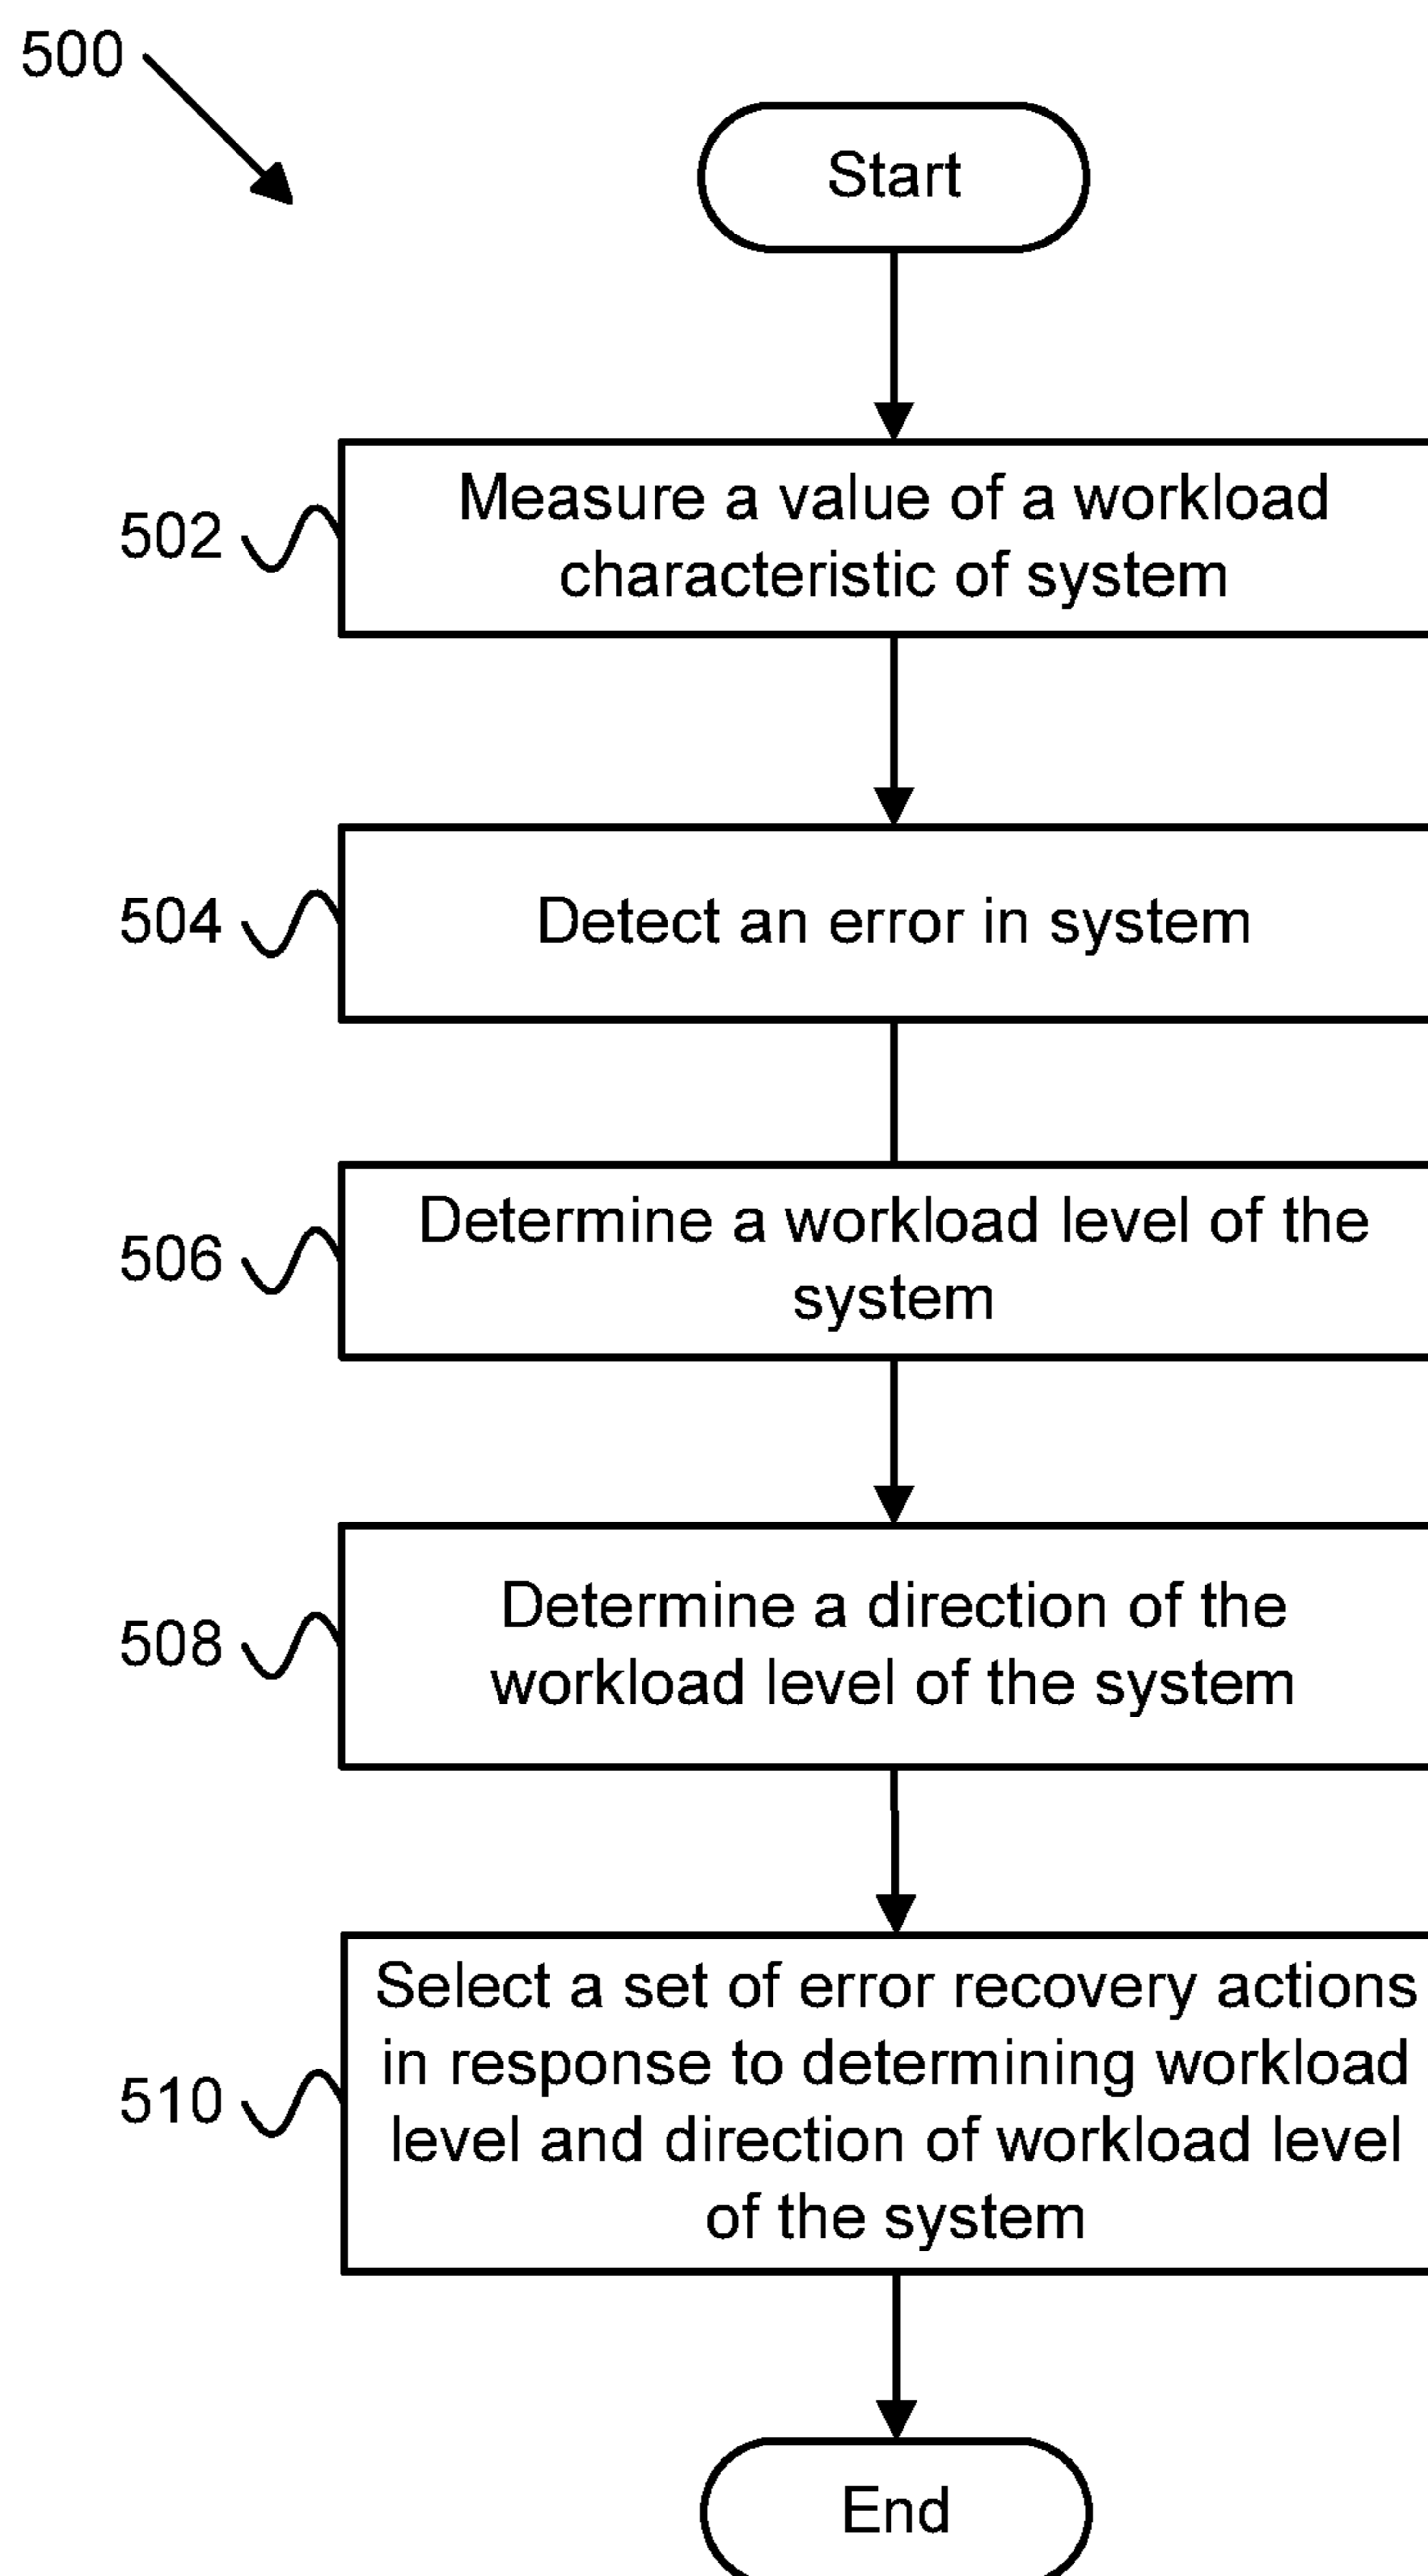 500
Start
502
Measure a value of a workload
characteristic of system
504
Detect an error in system
506
Determine a workload level of the
system
508
Determine a direction of the
workload level of the system
510
Select a set of error recovery actions
in response to determining workload
level and direction of workload level
of the system
End